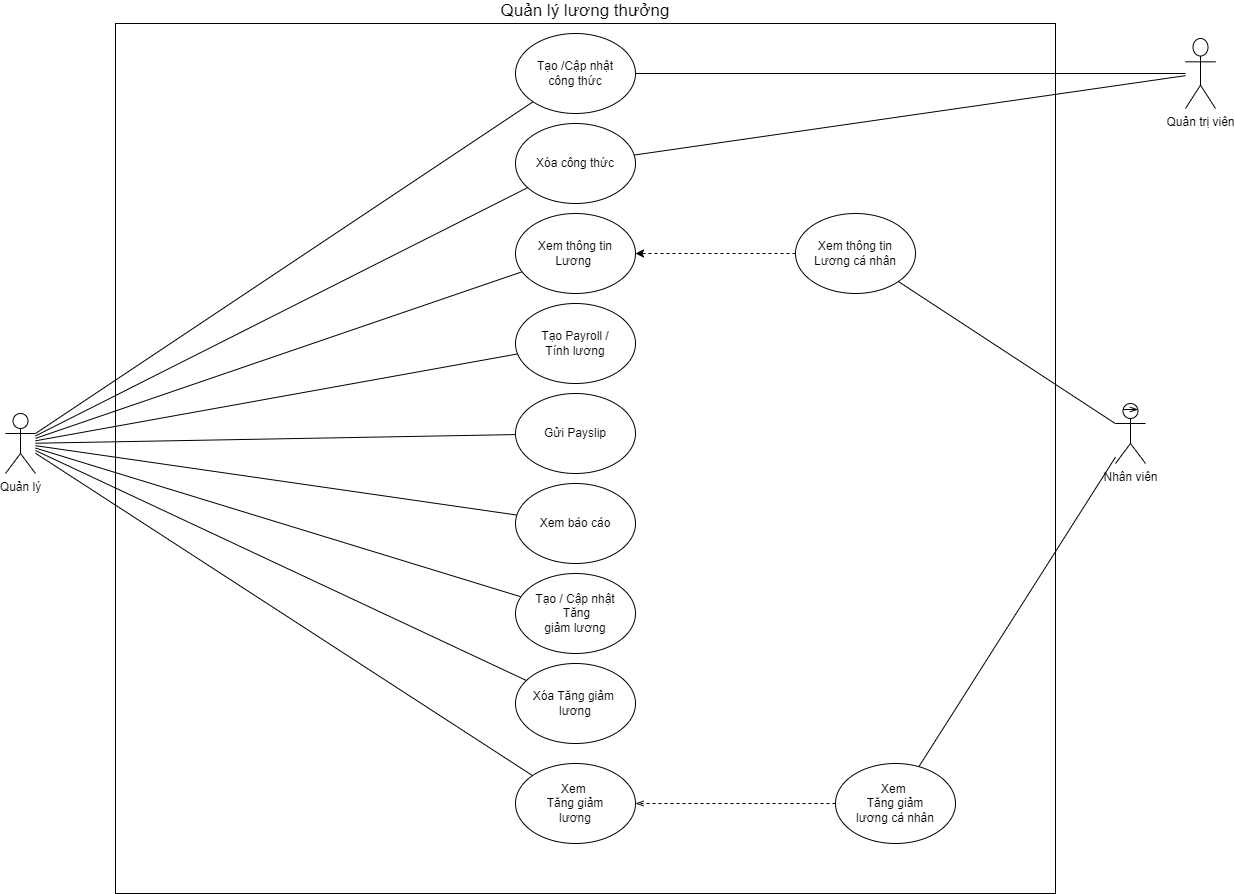 Quản lý lương thưởng
Tạo /Cập nhật
công thức
Quản trị viên
Xóa công thức
Xem thông tin
Lương
Xem thông tin
Lương cá nhân
Tạo Payroll /
Tính lương
Gửi Payslip
Quản lý
Nhân viên
Xem báo cáo
Tạo / Cập nhật
Tăng
giảm lương
Xóa Tăng giảm
lương
Xem
Tăng giảm
lương
Xem
Tăng giảm
lương cá nhân